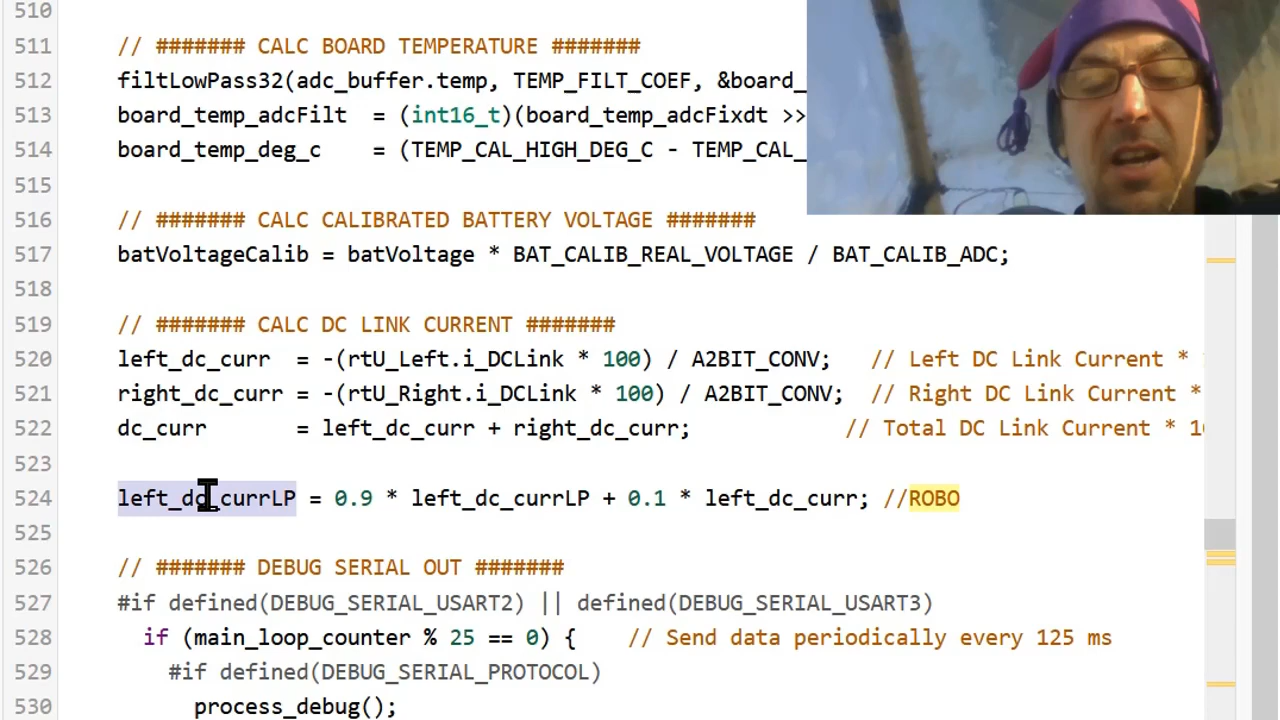 510
511 // ####### CALC BOARD TEMPERATURE #######
512 filtLowPass32(adc_buffer.temp, TEMP_FILT_COEF, &board_
513 board_temp_adcFilt = (int16_t)(board_temp_adcFixdt >>
514 board_temp_deg_c = (TEMP_CAL_HIGH_DEG_C - TEMP_CAL_
515
516 // ####### CALC CALIBRATED BATTERY VOLTAGE #######
517 batVoltageCalib = batVoltage * BAT_CALIB_REAL_VOLTAGE / BAT_CALIB_ADC;
518
519 // ####### CALC DC LINK CURRENT #######
520 left_dc_curr = -(rtU_Left.i_DCLink * 100) / A2BIT_CONV; // Left DC Link Current *
521 right_dc_curr = -(rtU_Right.i_DCLink * 100) / A2BIT_CONV; // Right DC Link Current *
522 dc_curr = left_dc_curr + right_dc_curr; // Total DC Link Current * 1
523
524 left_dc_currLP = 0.9 * left_dc_currLP + 0.1 * left_dc_curr; //ROBO
525
526 // ####### DEBUG SERIAL OUT #######
527 #if defined(DEBUG_SERIAL_USART2) || defined(DEBUG_SERIAL_USART3)
528 if (main_loop_counter % 25 == 0) { // Send data periodically every 125 ms
529 #if defined(DEBUG_SERIAL_PROTOCOL)
530 process_debug();